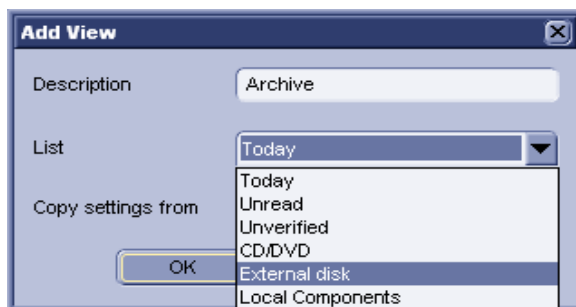 Add View
Description Archive
List Today
Today
Unread
Copy settings from Unverified
CD/DVD
OK External disk
Local Components